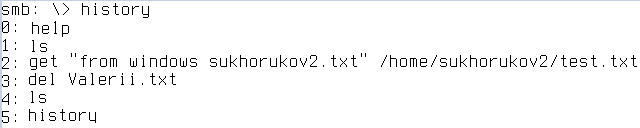 smb: \> history
0: help
1: ls
2: get "from windows sukhorukov2.txt" /home/sukhorukov2/test.txt
3: del Valerii.txt
4: ls
5: history